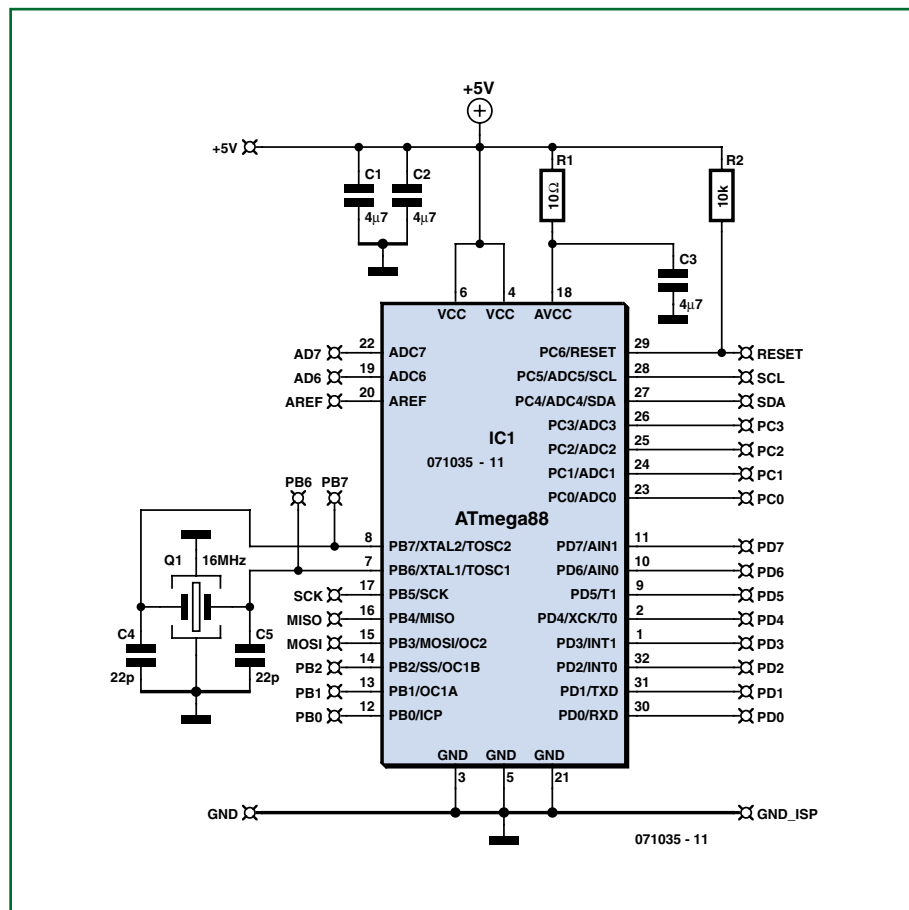 +5V
+5V
R1
R2
C1
C2
10Ω
10k
4µ7
4µ7
C3
4µ7
6
4
18
VCC
VCC
AVCC
AD7
22
ADC7
PC6/RESET
29
RESET
AD6
19
ADC6
PC5/ADC5/SCL
28
SCL
AREF
20
AREF
PC4/ADC4/SDA
27
SDA
PC3/ADC3
26
PC3
IC1
PC2/ADC2
25
PC2
071035 - 11
PC1/ADC1
24
PC1
PB6
PB7
PC0/ADC0
23
PC0
ATmega88
8
PB7/XTAL2/TOSC2
PD7/AIN1
11
PD7
Q1
16MHz
7
PB6/XTAL1/TOSC1
PD6/AIN0
10
PD6
SCK
17
PB5/SCK
PD5/T1
9
PD5
MISO
16
PB4/MISO
PD4/XCK/T0
2
PD4
C4
C5
MOSI
15
PB3/MOSI/OC2
PD3/INT1
1
PD3
22p
22p
PB2
14
PB2/SS/OC1B
PD2/INT0
32
PD2
PB1
13
PB1/OC1A
PD1/TXD
31
PD1
PB0
12
PB0/ICP
PD0/RXD
30
PD0
GND
GND
GND
3
5
21
GND
GND_ISP
071035 - 11